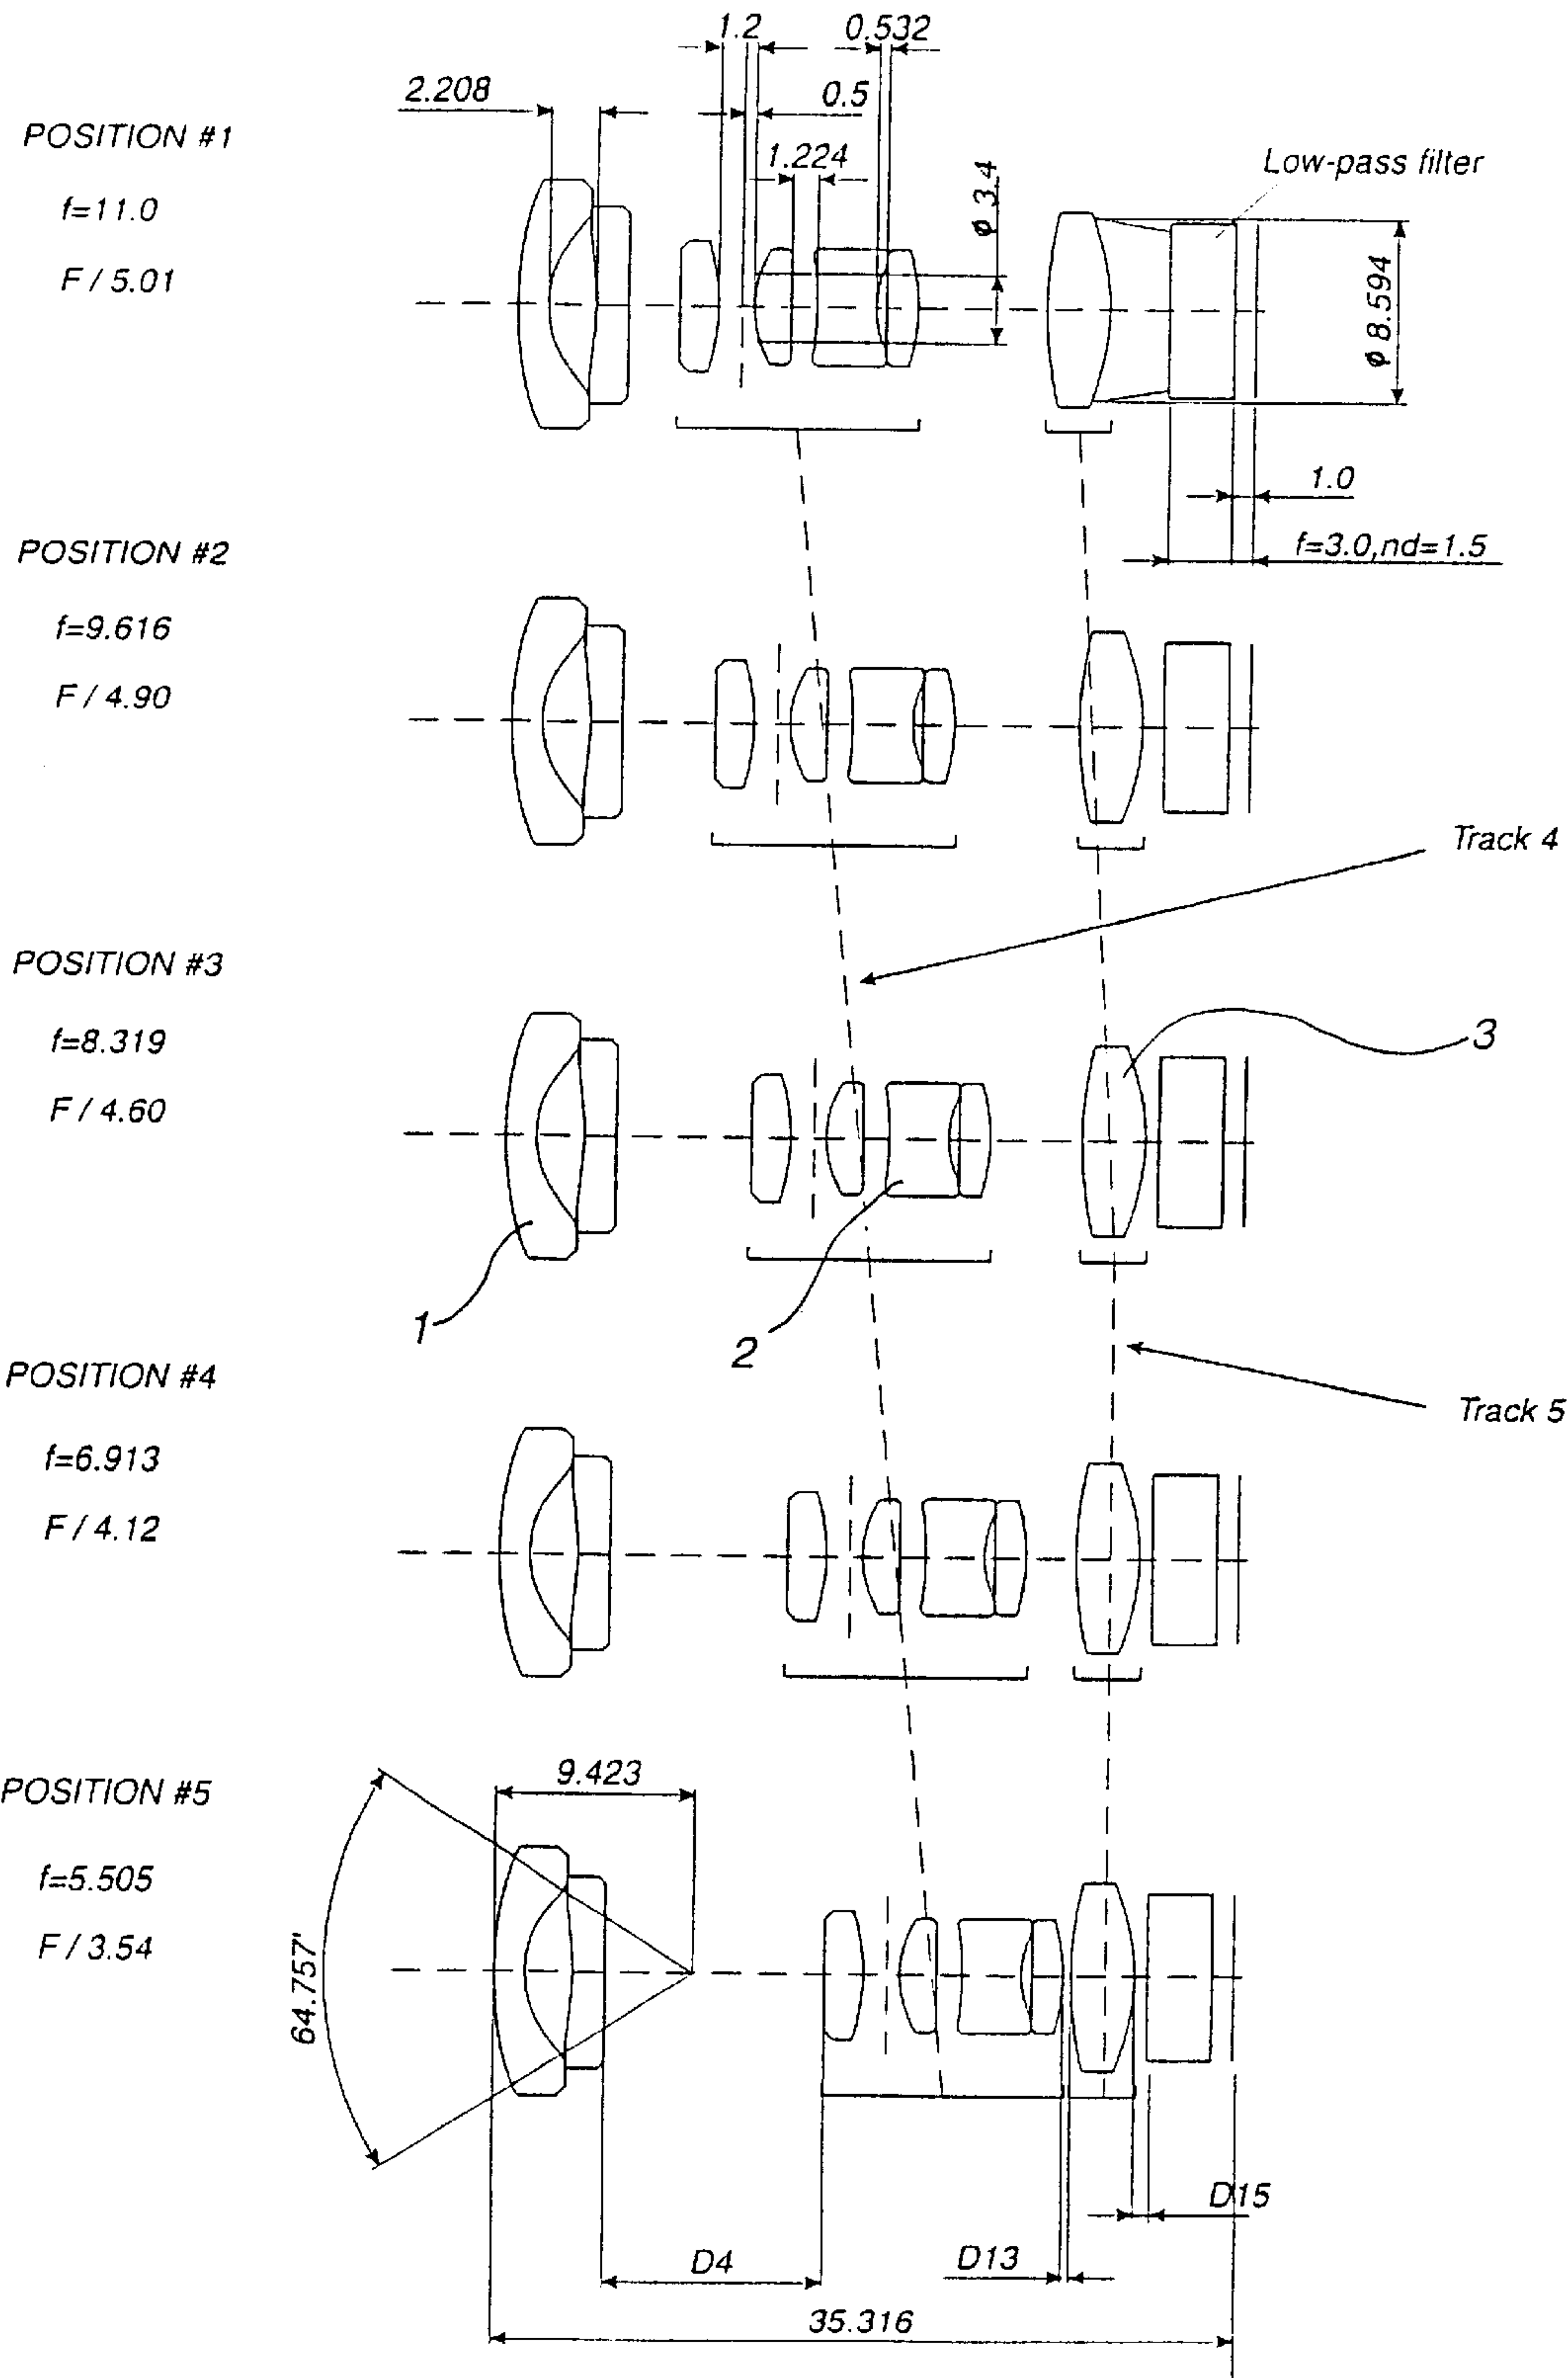 1.2
0.532
2.208
0.5
POSITION #1
1.224
Low-pass filter
f=11.0
φ 3.4
F / 5.01
φ 8.594
1.0
POSITION #2
f=3.0,nd=1.5
f=9.616
F / 4.90
Track 4
POSITION #3
f=8.319
3
F / 4.60
1
2
POSITION #4
Track 5
f=6.913
F / 4.12
9.423
POSITION #5
f=5.505
F / 3.54
64.757'
D15
D4
D13
35.316